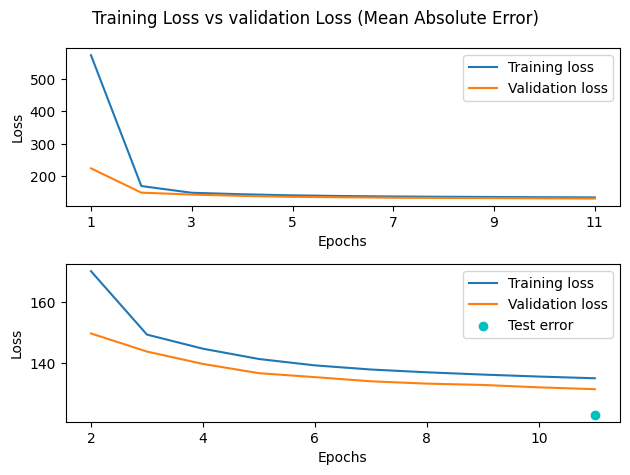 Training Loss vs validation Loss (Mean Absolute Error)
500
400
300
200
Loss
Training loss
Validation loss
1 3 5 7 9 11
Epochs
160
140
Loss
Training loss
Validation loss
Test error
2 4 6 8 10
Epochs